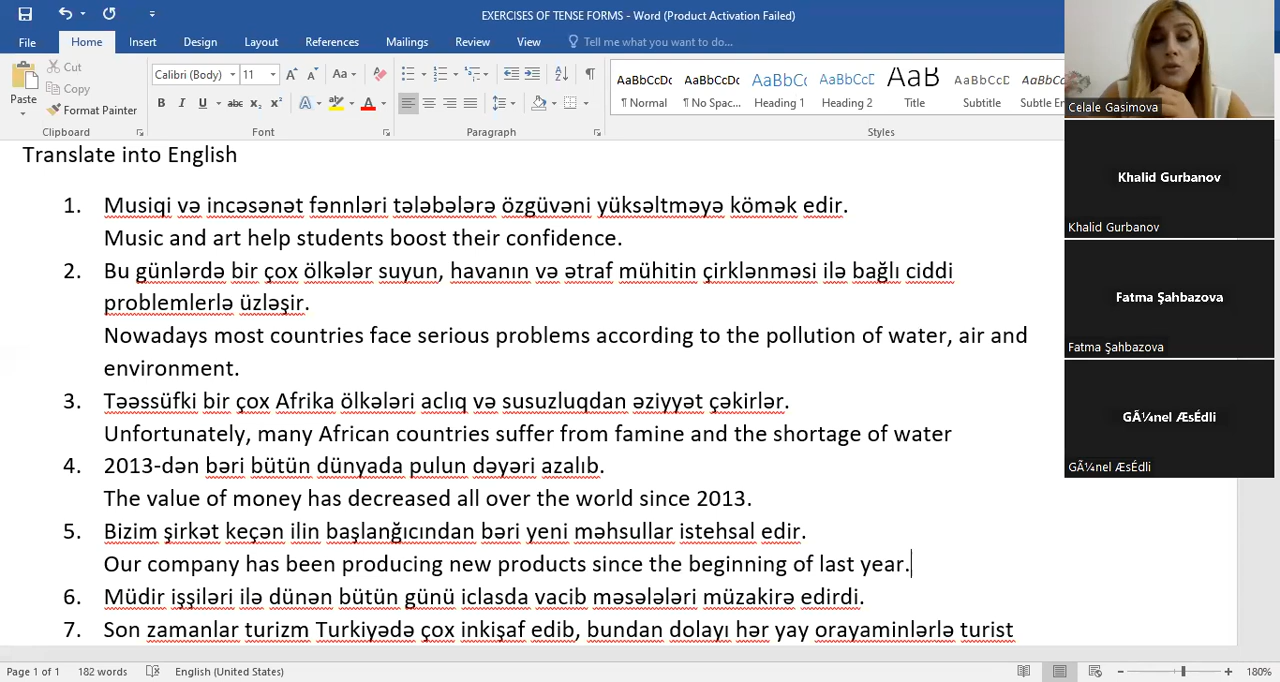 EXERCISES OF TENSE FORMS - Word (Product Activation Failed)
File Home Insert Design Layout References Mailings Review View Tell me what you want to do...
Cut
Copy
Paste
Format Painter
Calibri (Body) 11
Clipboard Font Paragraph Styles
AaBbCcDc AaBbCcDc AaBbCc AaBbCcC AaB AaBbCcD AaBbCcD
¶ Normal ¶ No Spac... Heading 1 Heading 2 Title Subtitle Subtle Em
Translate into English
1. Musiqi və incəsənət fənnləri tələbələrə özgüvəni yüksəltməyə kömək edir.
Music and art help students boost their confidence.
2. Bu günlərdə bir çox ölkələr suyun, havanın və ətraf mühitin çirklənməsi ilə bağlı ciddi
problemlerlə üzləşir.
Nowadays most countries face serious problems according to the pollution of water, air and
environment.
3. Təəssüfki bir çox Afrika ölkələri aclıq və susuzluqdan əziyyət çəkirlər.
Unfortunately, many African countries suffer from famine and the shortage of water
4. 2013-dən bəri bütün dünyada pulun dəyəri azalıb.
The value of money has decreased all over the world since 2013.
5. Bizim şirkət keçən ilin başlanğıcından bəri yeni məhsullar istehsal edir.
Our company has been producing new products since the beginning of last year.
6. Müdir işşiləri ilə dünən bütün günü iclasda vacib məsələləri müzakirə edirdi.
7. Son zamanlar turizm Turkiyədə çox inkişaf edib, bundan dolayı hər yay orayaminlərlə turist
Page 1 of 1 182 words English (United States) 180%
Celale Gasimova
Khalid Gurbanov
Khalid Gurbanov
Fatma Şahbazova
Fatma Şahbazova
GÃ¼nel ÆsÉdli
GÃ¼nel ÆsÉdli